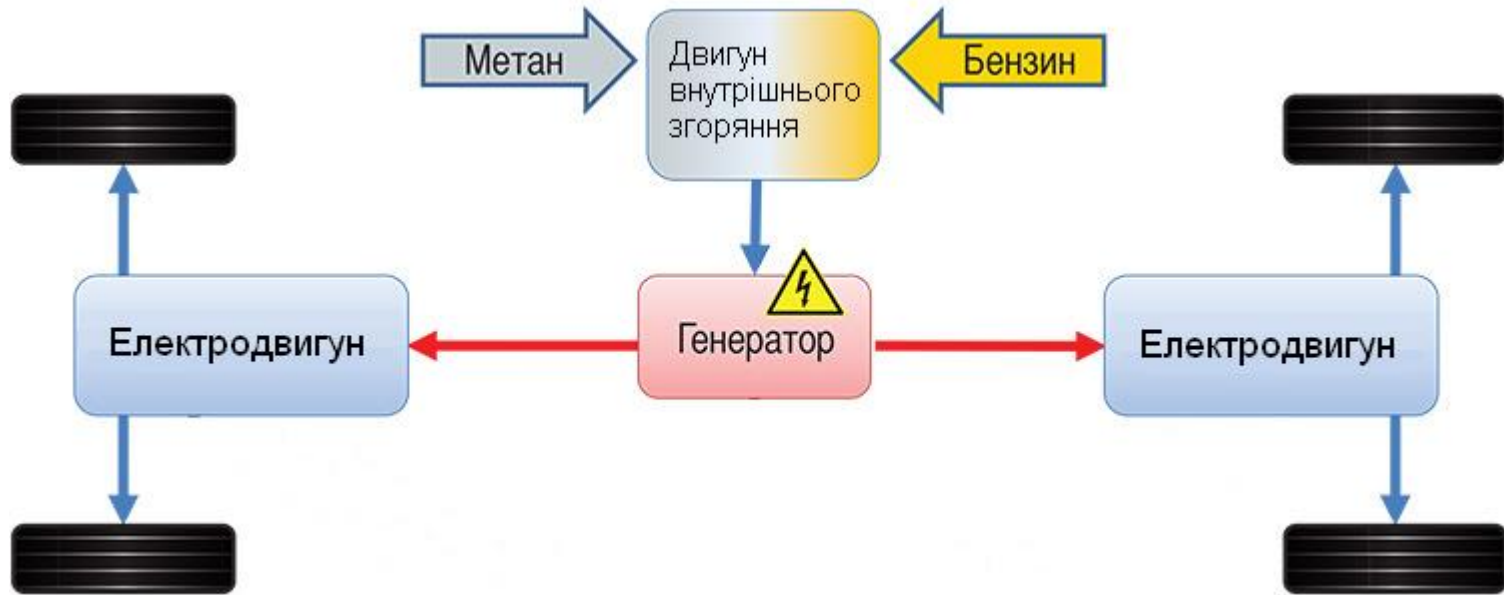 Метан
Двигун
внутрішнього
згоряння
Бензин
Електродвигун
Генератор
Електродвигун